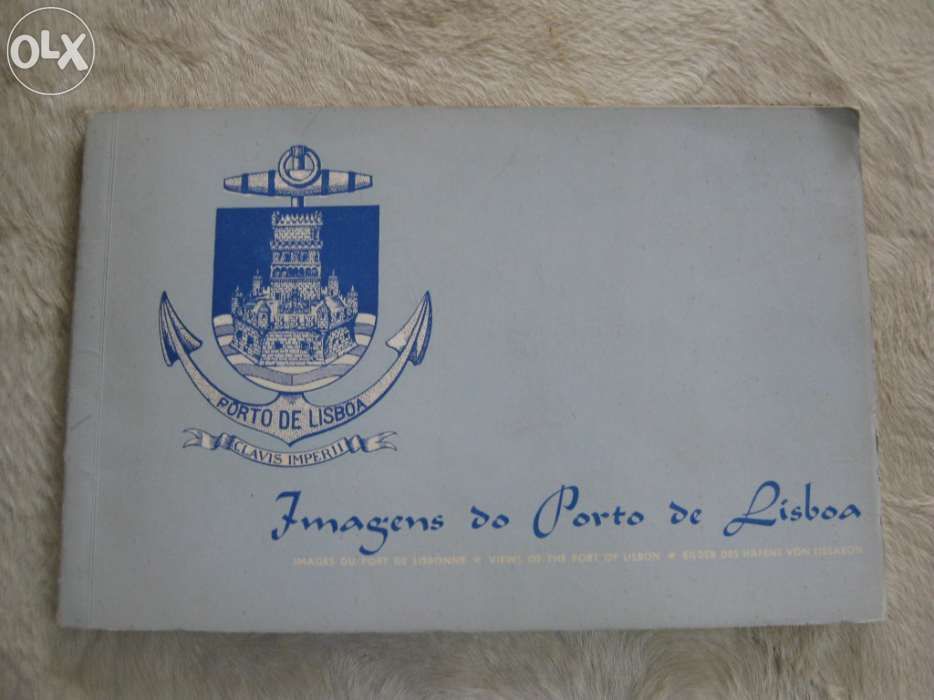 OLX
PORTO DE LISBOA
CLAVIS IMPERII
Imagens do Porto de Lisboa
IMAGES DU PORT DE LISBONNE * VIEWS OF THE PORT OF LISBON * BILDER DES HAFENS VON LISSABON